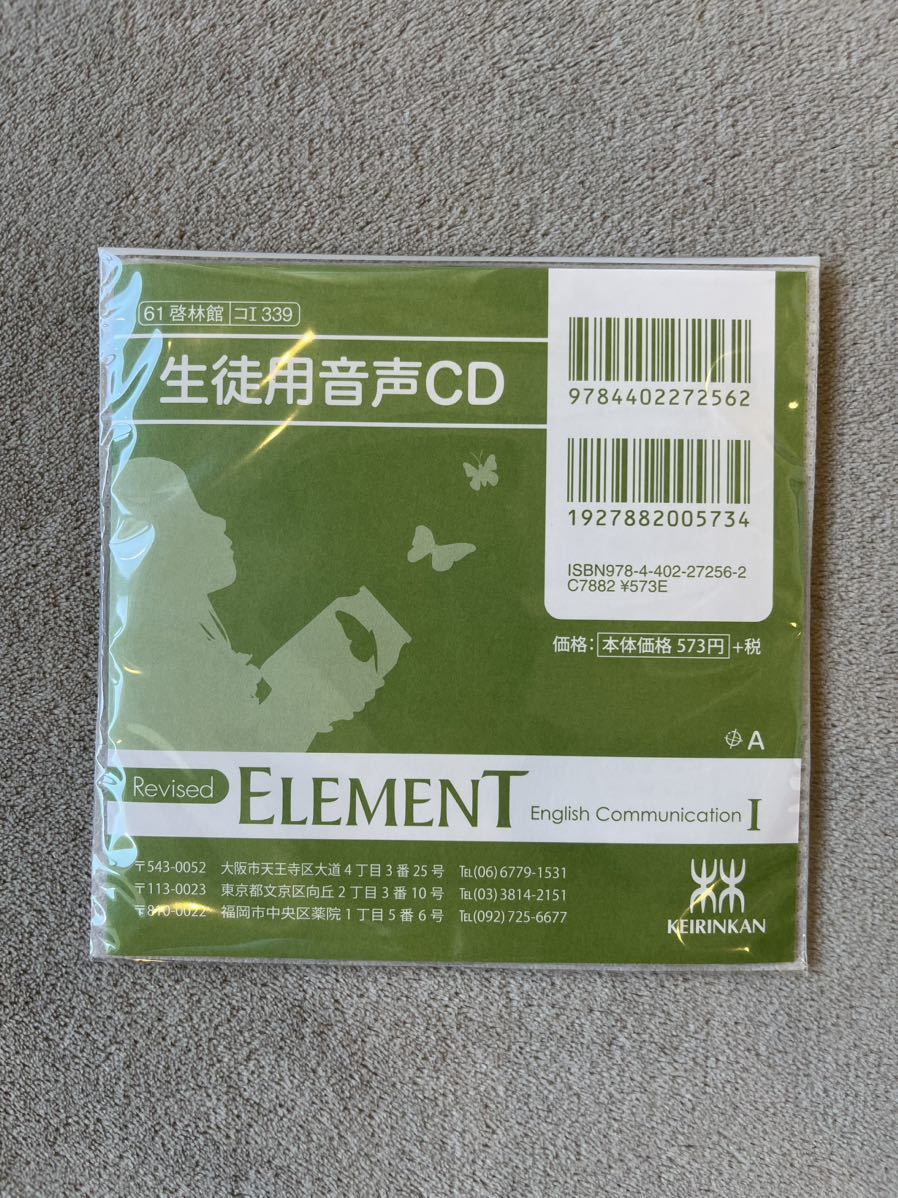 61 啓林館 コI 339
生徒用音声CD
9784402272562
1927882005734
ISBN978-4-402-27256-2
C7882 ¥573E
価格: 本体価格 573円 +税
A
Revised ELEMENT English Communication I
〒543-0052 大阪市天王寺区大道4丁目3番25号 ℡(06)6779-1531
〒113-0023 東京都文京区向丘2丁目3番10号 ℡(03)3814-2151
〒810-0022 福岡市中央区薬院1丁目5番6号 ℡(092)725-6677
KEIRINKAN